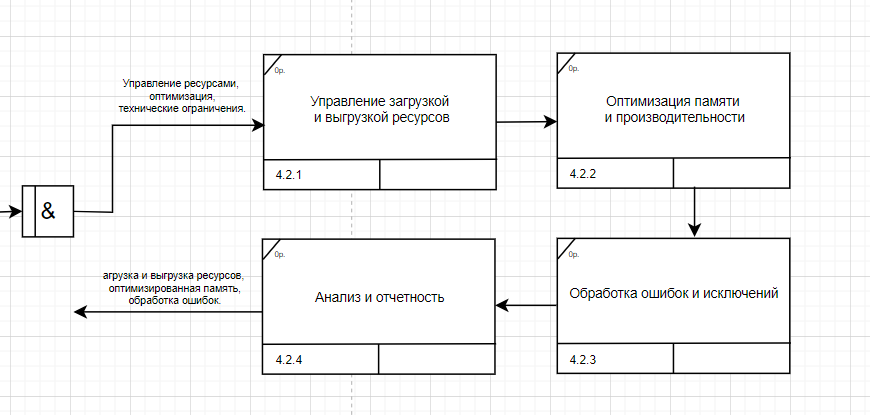 Управление ресурсами,
оптимизация,
технические ограничения.
&
0р.
Управление загрузкой
и выгрузкой ресурсов
4.2.1
0р.
Оптимизация памяти
и производительности
4.2.2
агрузка и выгрузка ресурсов,
оптимизированная память,
обработка ошибок.
0р.
Анализ и отчетность
4.2.4
0р.
Обработка ошибок и исключений
4.2.3